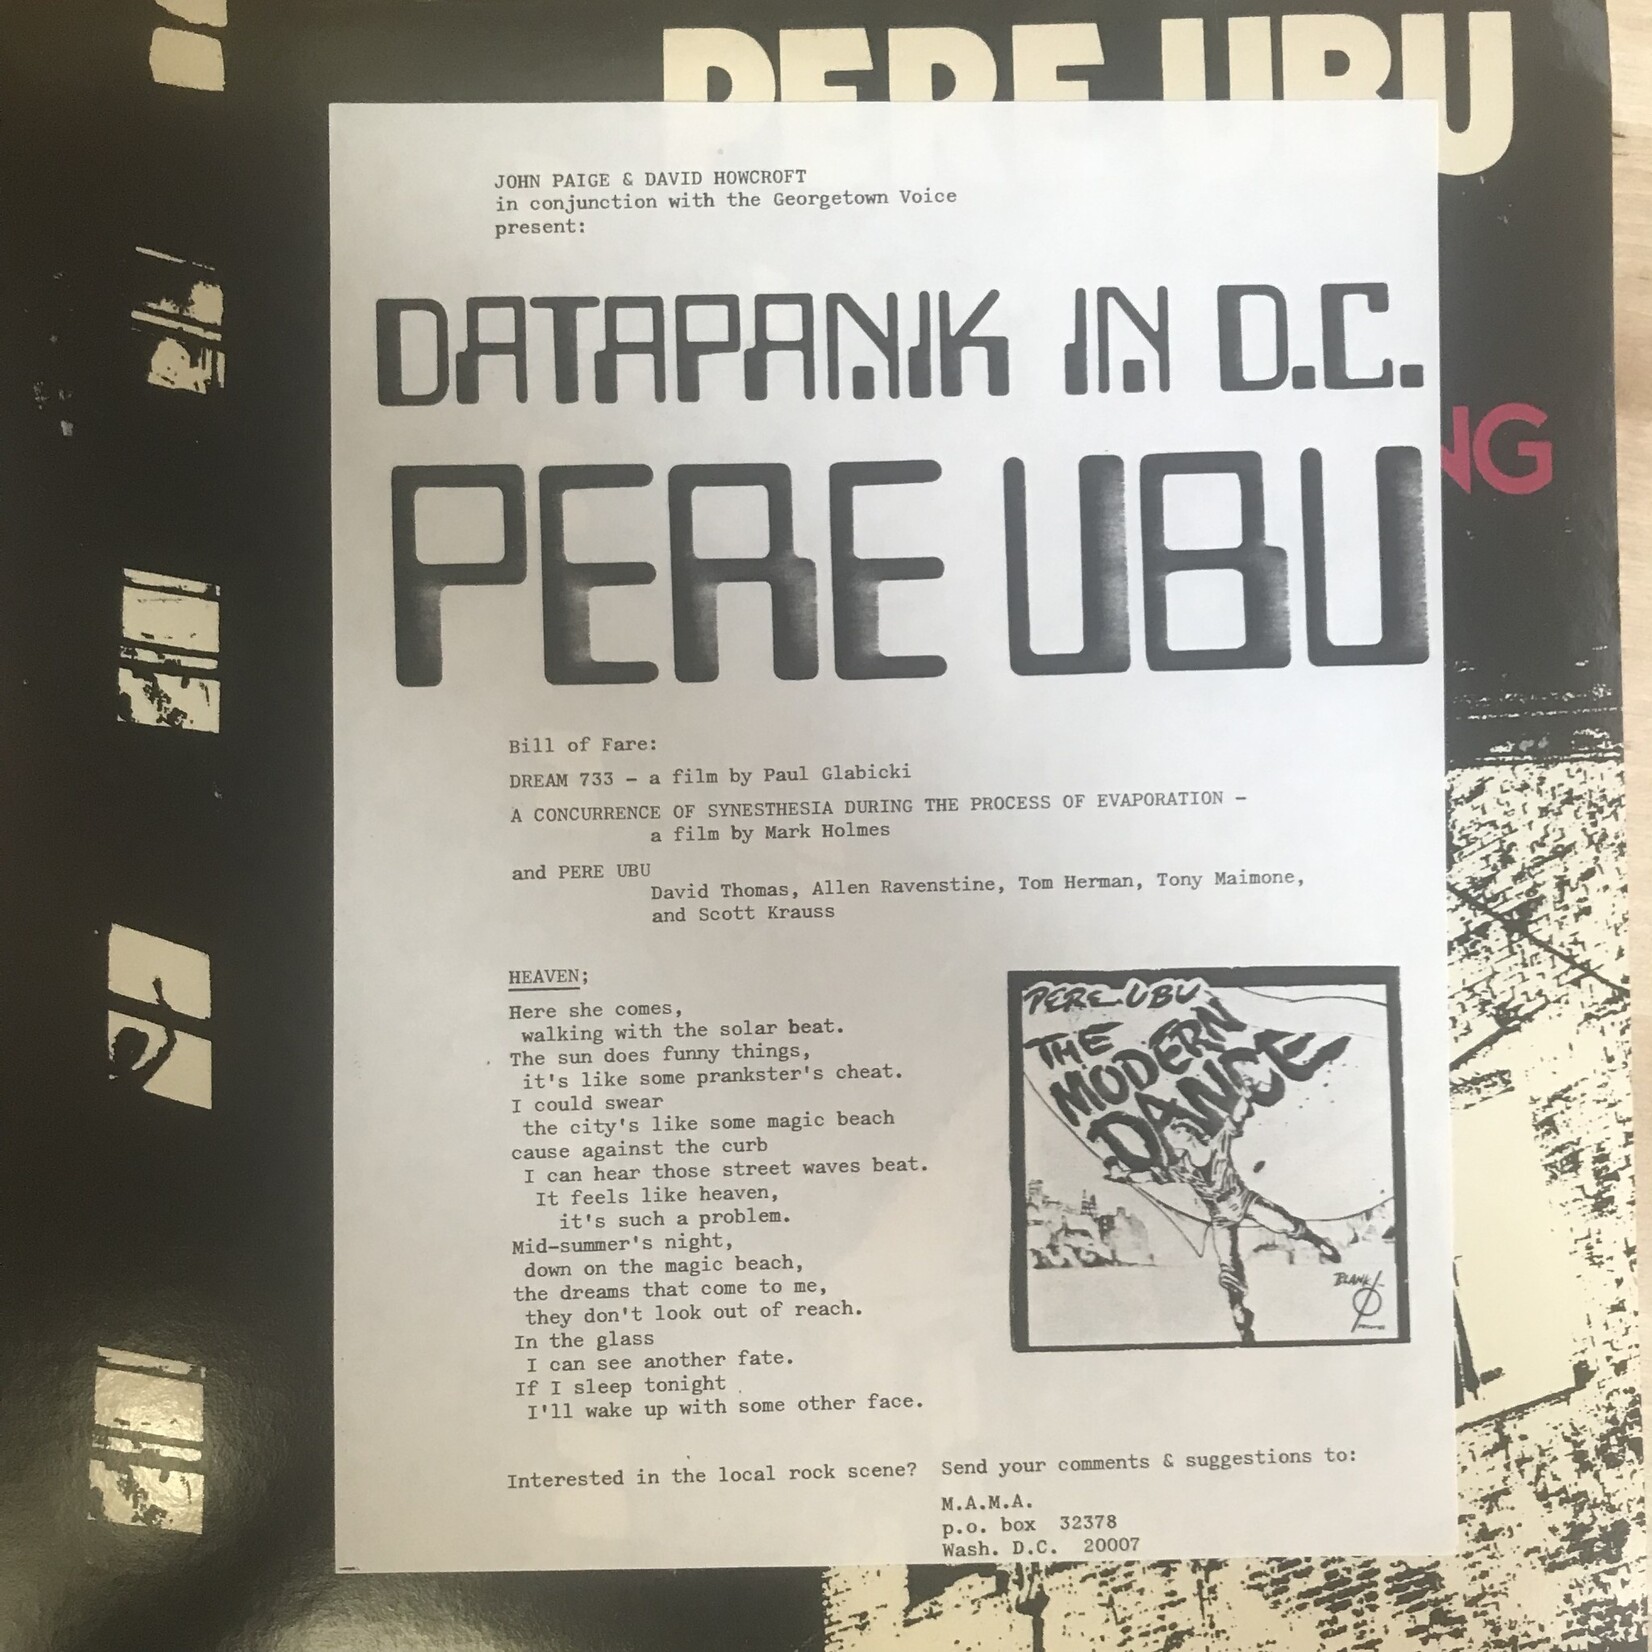 PERE UBU
NG
JOHN PAIGE & DAVID HOWCROFT
in conjunction with the Georgetown Voice
present:
DATAPANIK IN D.C.
PERE UBU
Bill of Fare:
DREAM 733 - a film by Paul Glabicki
A CONCURRENCE OF SYNESTHESIA DURING THE PROCESS OF EVAPORATION -
a film by Mark Holmes
and PERE UBU
David Thomas, Allen Ravenstine, Tom Herman, Tony Maimone,
and Scott Krauss
HEAVEN;
Here she comes,
walking with the solar beat.
The sun does funny things,
it's like some prankster's cheat.
I could swear
the city's like some magic beach
cause against the curb
I can hear those street waves beat.
It feels like heaven,
it's such a problem.
Mid-summer's night,
down on the magic beach,
the dreams that come to me,
they don't look out of reach.
In the glass
I can see another fate.
If I sleep tonight
I'll wake up with some other face.
PERE UBU
THE
MODERN
DANCE
BLANK
Interested in the local rock scene? Send your comments & suggestions to:
M.A.M.A.
p.o. box 32378
Wash. D.C. 20007